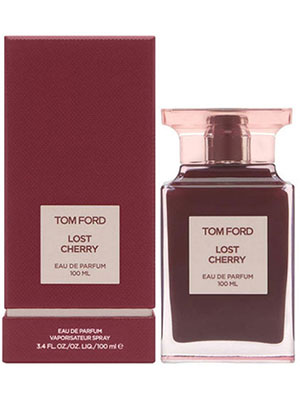 TOM FORD
LOST
CHERRY
EAU DE PARFUM
100 ML
EAU DE PARFUM
VAPORISATEUR SPRAY
3.4 FL. OZ./OZ. LIQ./100 ml ℮
TOM FORD
LOST
CHERRY
EAU DE PARFUM
100 ML